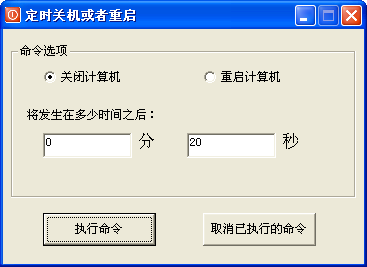 定时关机或者重启
命令选项
关闭计算机 重启计算机
将发生在多少时间之后：
0 分 20 秒
执行命令 取消已执行的命令